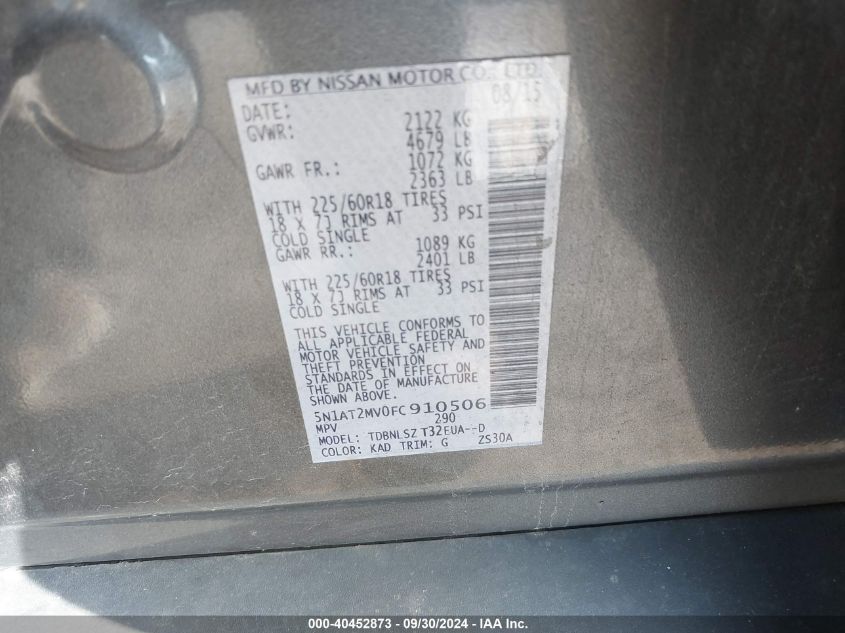 MFD BY NISSAN MOTOR CO., LTD.
DATE: 08/15
GVWR: 2122 KG
4679 LB
GAWR FR.: 1072 KG
2363 LB
WITH 225/60R18 TIRES
18 X 7J RIMS AT 33 PSI
COLD SINGLE
GAWR RR.: 1089 KG
2401 LB
WITH 225/60R18 TIRES
18 X 7J RIMS AT 33 PSI
COLD SINGLE
THIS VEHICLE CONFORMS TO
ALL APPLICABLE FEDERAL
MOTOR VEHICLE SAFETY AND
THEFT PREVENTION
STANDARDS IN EFFECT ON
THE DATE OF MANUFACTURE
SHOWN ABOVE.
5N1AT2MV0FC910506
MPV 290
MODEL: TDBNLSZ T32EUA--D
COLOR: KAD TRIM: G ZS30A
000-40452873 - 09/30/2024 - IAA Inc.